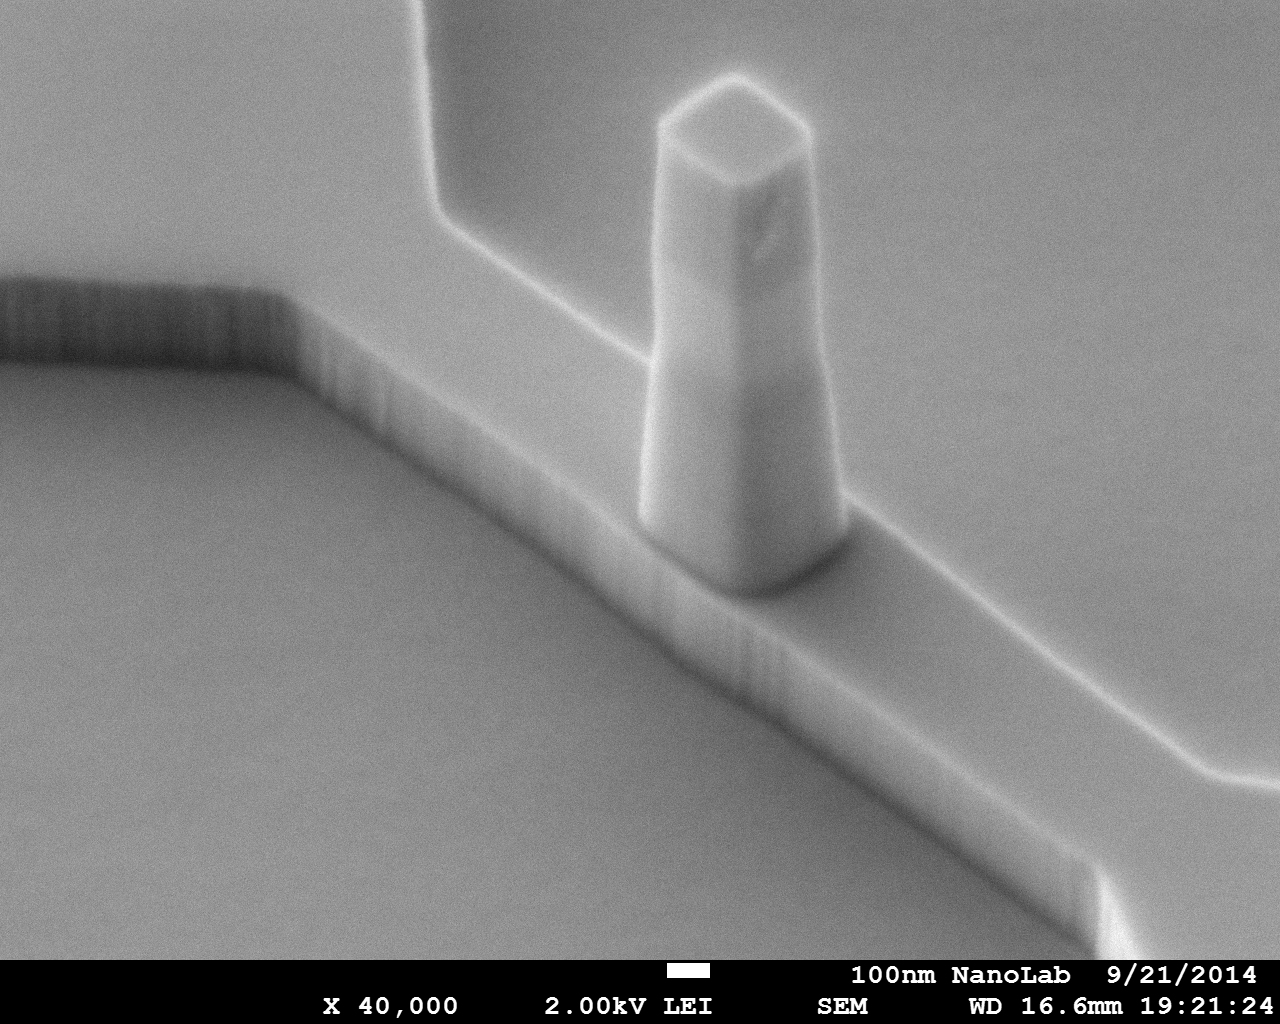 100nm NanoLab 9/21/2014
X 40,000 2.00kV LEI SEM WD 16.6mm 19:21:24